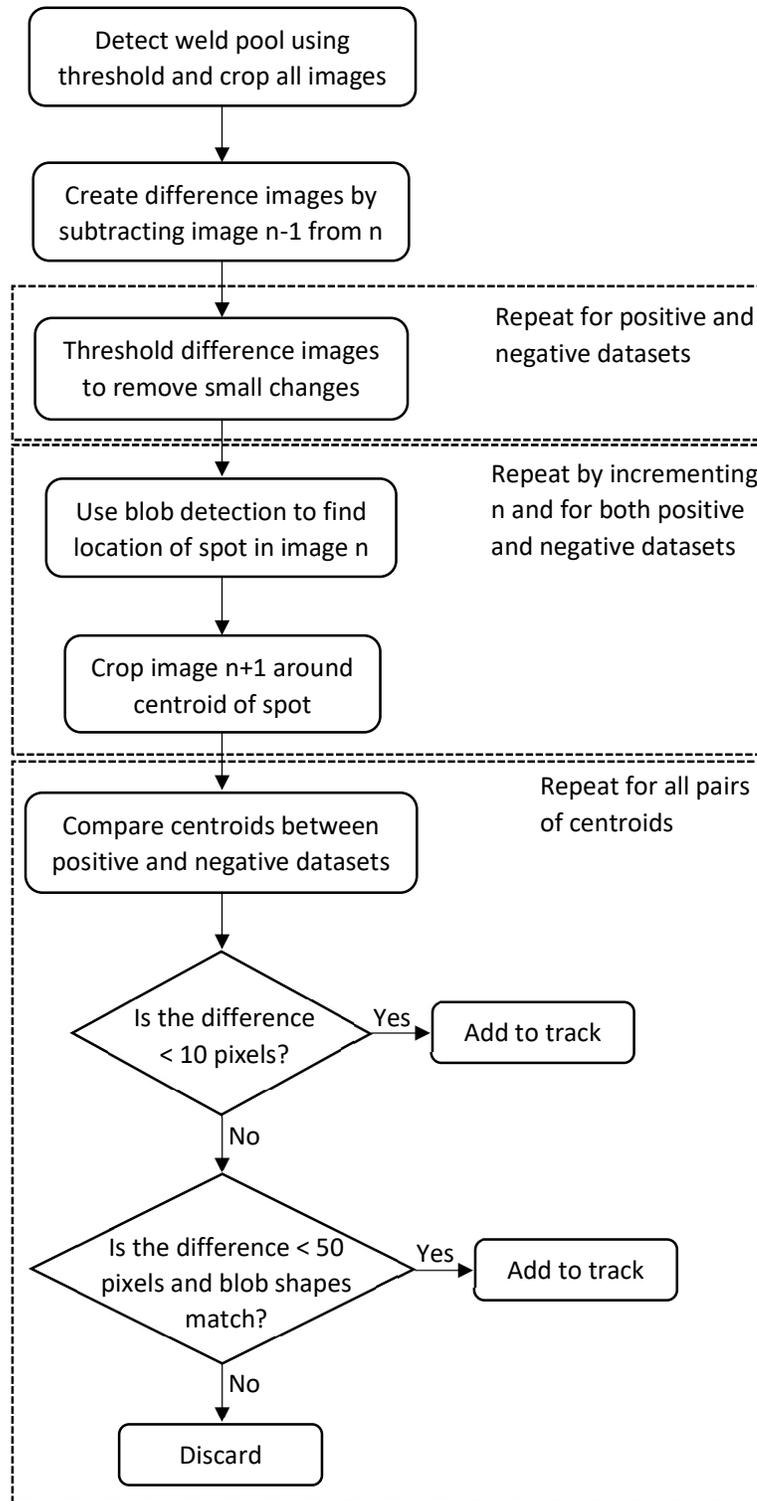 Detect weld pool using
threshold and crop all images
Create difference images by
subtracting image n-1 from n
Repeat for positive and
negative datasets
Threshold difference images
to remove small changes
Repeat by incrementing
n and for both positive
and negative datasets
Use blob detection to find
location of spot in image n
Crop image n+1 around
centroid of spot
Repeat for all pairs
of centroids
Compare centroids between
positive and negative datasets
Is the difference
< 10 pixels?
Yes
Add to track
No
Is the difference < 50
pixels and blob shapes
match?
Yes
Add to track
No
Discard